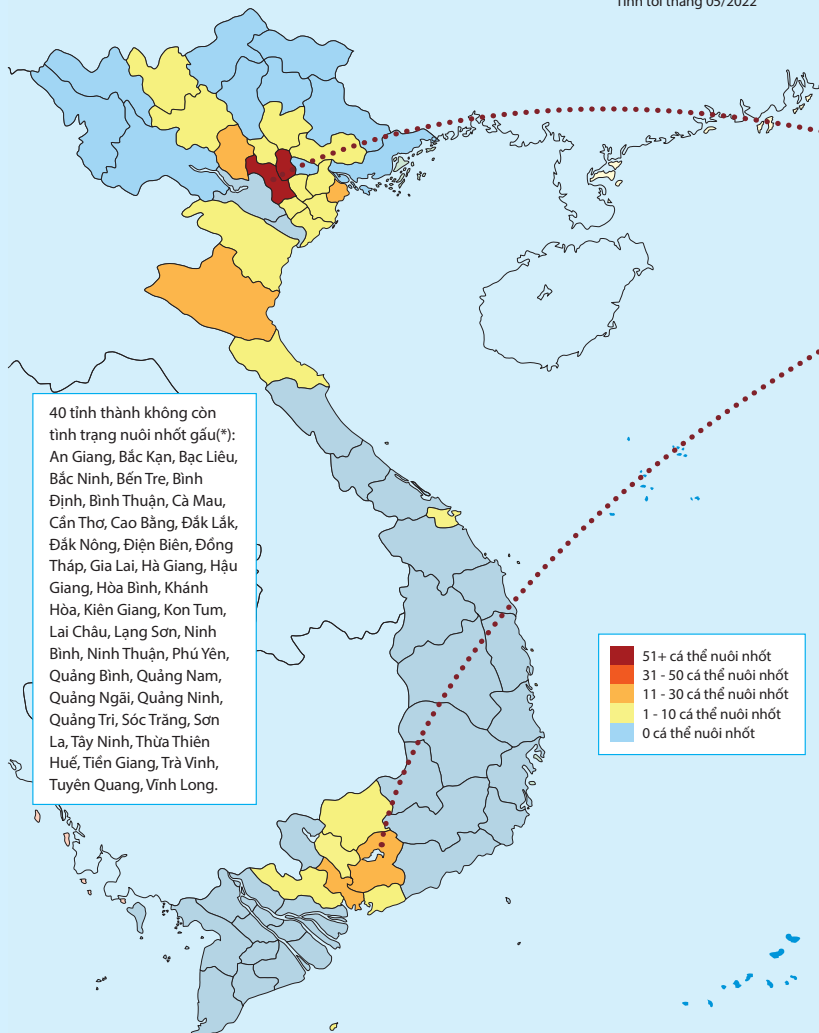 Tính tới tháng 05/2022
40 tỉnh thành không còn
tình trạng nuôi nhốt gấu(*):
An Giang, Bắc Kạn, Bạc Liêu,
Bắc Ninh, Bến Tre, Bình
Định, Bình Thuận, Cà Mau,
Cần Thơ, Cao Bằng, Đắk Lắk,
Đắk Nông, Điện Biên, Đồng
Tháp, Gia Lai, Hà Giang, Hậu
Giang, Hòa Bình, Khánh
Hòa, Kiên Giang, Kon Tum,
Lai Châu, Lạng Sơn, Ninh
Bình, Ninh Thuận, Phú Yên,
Quảng Bình, Quảng Nam,
Quảng Ngãi, Quảng Ninh,
Quảng Tri, Sóc Trăng, Sơn
La, Tây Ninh, Thừa Thiên
Huế, Tiền Giang, Trà Vinh,
Tuyên Quang, Vĩnh Long.
51+ cá thể nuôi nhốt
31 - 50 cá thể nuôi nhốt
11 - 30 cá thể nuôi nhốt
1 - 10 cá thể nuôi nhốt
0 cá thể nuôi nhốt